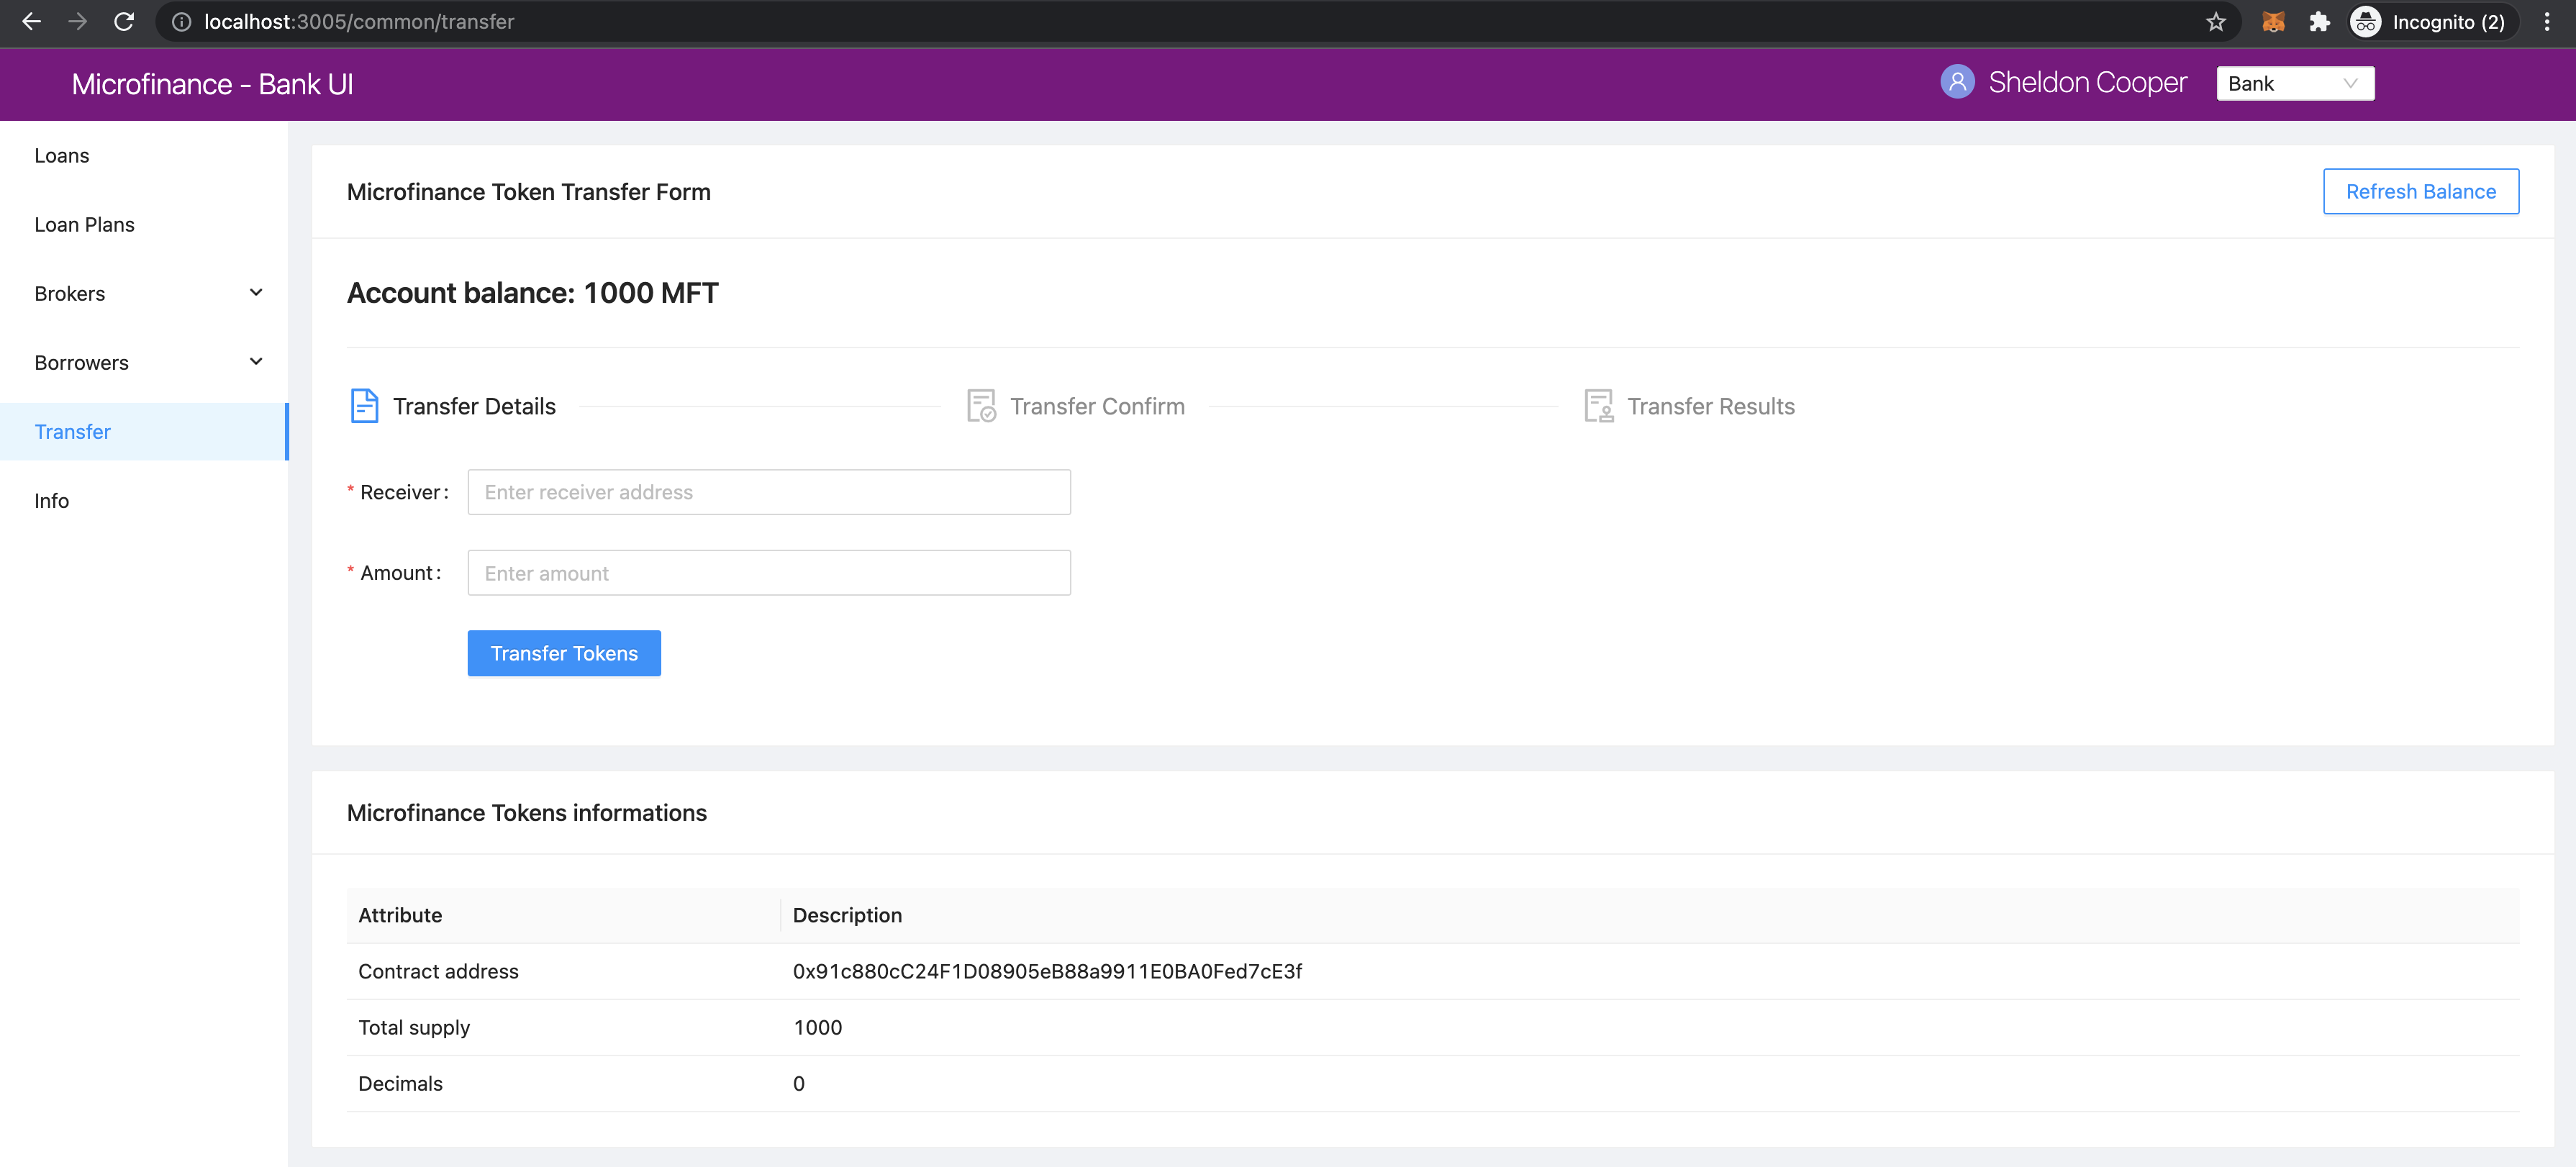 localhost:3005/common/transfer
Incognito (2)
Microfinance - Bank UI
Sheldon Cooper
Bank
Loans
Loan Plans
Brokers
Borrowers
Transfer
Info
Microfinance Token Transfer Form
Refresh Balance
Account balance: 1000 MFT
Transfer Details
Transfer Confirm
Transfer Results
* Receiver:
Enter receiver address
* Amount:
Enter amount
Transfer Tokens
Microfinance Tokens informations
Attribute
Description
Contract address
0x91c880cC24F1D08905eB88a9911E0BA0Fed7cE3f
Total supply
1000
Decimals
0